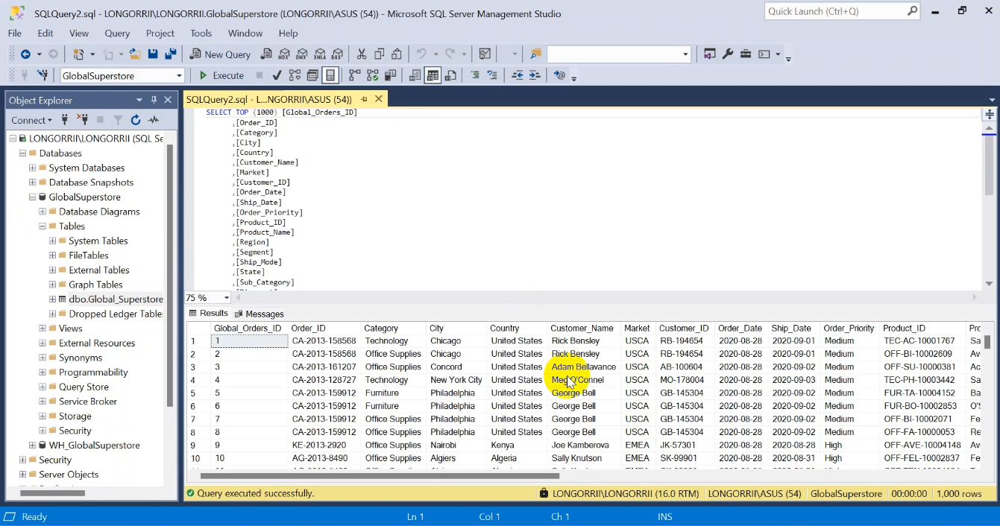 SQLQuery2.sql - LONGORRII\LONGORRII.GlobalSuperstore (LONGORRII\ASUS (54)) - Microsoft SQL Server Management Studio
Quick Launch (Ctrl+Q)
File Edit View Query Project Tools Window Help
New Query
MDX DMX XMLA DAX
GlobalSuperstore
Execute
Object Explorer
SQLQuery2.sql - L...NGORRII\ASUS (54))
Connect
LONGORRII\LONGORRII (SQL Se
Databases
System Databases
Database Snapshots
GlobalSuperstore
Database Diagrams
Tables
System Tables
FileTables
External Tables
Graph Tables
dbo.Global_Superstore
Dropped Ledger Table
Views
External Resources
Synonyms
Programmability
Query Store
Service Broker
Storage
Security
WH_GlobalSuperstore
Security
Server Objects
SELECT TOP (1000) [Global_Orders_ID]
,[Order_ID]
,[Category]
,[City]
,[Country]
,[Customer_Name]
,[Market]
,[Customer_ID]
,[Order_Date]
,[Ship_Date]
,[Order_Priority]
,[Product_ID]
,[Product_Name]
,[Region]
,[Segment]
,[Ship_Mode]
,[State]
,[Sub_Category]
75 %
Results Messages
Global_Orders_ID Order_ID Category City Country Customer_Name Market Customer_ID Order_Date Ship_Date Order_Priority Product_ID Prc
1 1 CA-2013-158568 Technology Chicago United States Rick Bensley USCA RB-194654 2020-08-28 2020-09-01 Medium TEC-AC-10001767 Sa
2 2 CA-2013-158568 Office Supplies Chicago United States Rick Bensley USCA RB-194654 2020-08-28 2020-09-01 Medium OFF-BI-10002609 Av
3 3 CA-2013-161207 Office Supplies Concord United States Adam Bellavance USCA AB-100604 2020-08-28 2020-09-02 Medium OFF-SU-10000381 Ac
4 4 CA-2013-128727 Technology New York City United States O'Connel USCA MO-178004 2020-08-28 2020-09-03 Medium TEC-PH-10003442 Sa
5 5 CA-2013-159912 Furniture Philadelphia United States George Bell USCA GB-145304 2020-08-28 2020-09-02 Medium FUR-TA-10004152 Ba
6 6 CA-2013-159912 Furniture Philadelphia United States George Bell USCA GB-145304 2020-08-28 2020-09-02 Medium FUR-BO-10002853 O'S
7 7 CA-2013-159912 Office Supplies Philadelphia United States George Bell USCA GB-145304 2020-08-28 2020-09-02 Medium OFF-BI-10002071 Fe
8 8 CA-2013-159912 Office Supplies Philadelphia United States George Bell USCA GB-145304 2020-08-28 2020-09-02 Medium OFF-FA-10000053 Re
9 9 KE-2013-2920 Office Supplies Nairobi Kenya Joe Kamberova EMEA JK-57301 2020-08-28 2020-09-02 High OFF-AVE-10004148 Av
10 10 AG-2013-8490 Office Supplies Algiers Algeria Sally Knutson EMEA SK-99901 2020-08-28 2020-08-31 High OFF-FEL-10002837 Fe
Query executed successfully.
LONGORRII\LONGORRII (16.0 RTM) LONGORRII\ASUS (54) GlobalSuperstore 00:00:00 1,000 rows
Ready Ln 1 Col 1 Ch 1 INS